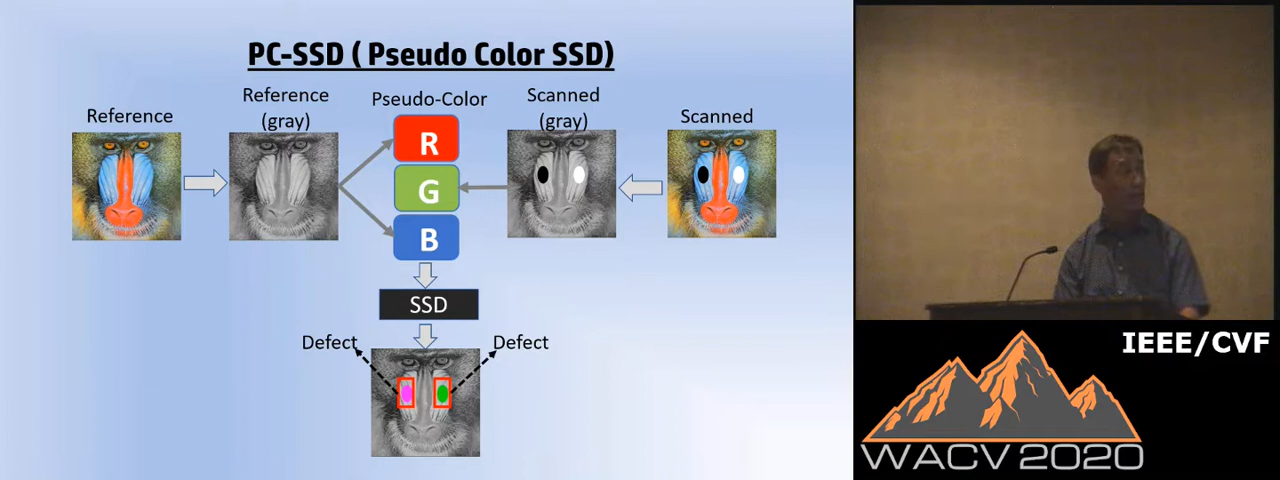 PC-SSD ( Pseudo Color SSD)
Reference
Reference
(gray)
Pseudo-Color
Scanned
(gray)
Scanned
R
G
B
SSD
Defect
Defect
IEEE/CVF
WACV 2020